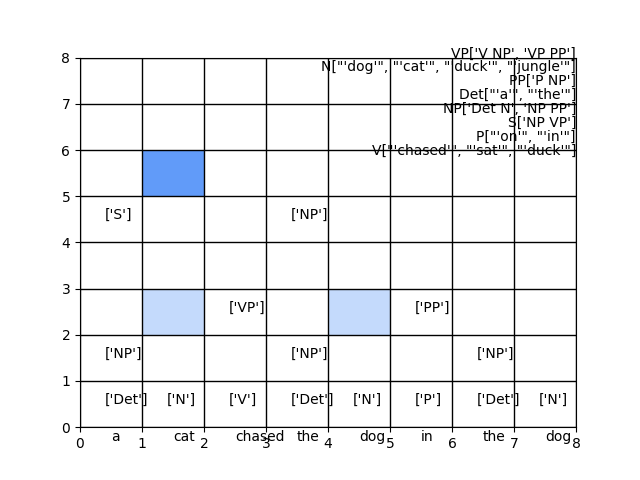 VP['V NP', 'VP PP']
8
N["'dog'", "'cat'", "'duck'", "'jungle'"]
PP['P NP']
Det["'a'", "'the'"]
7
NP['Det N', 'NP PP']
S['NP VP']
P["'on'", "'in'"]
6
V["'chased'", "'sat'", "'duck'"]
5
['S'] ['NP']
4
3
['VP'] ['PP']
2
['NP'] ['NP'] ['NP']
1
['Det'] ['N'] ['V'] ['Det'] ['N'] ['P'] ['Det'] ['N']
0
a cat chased the dog in the dog
0 1 2 3 4 5 6 7 8